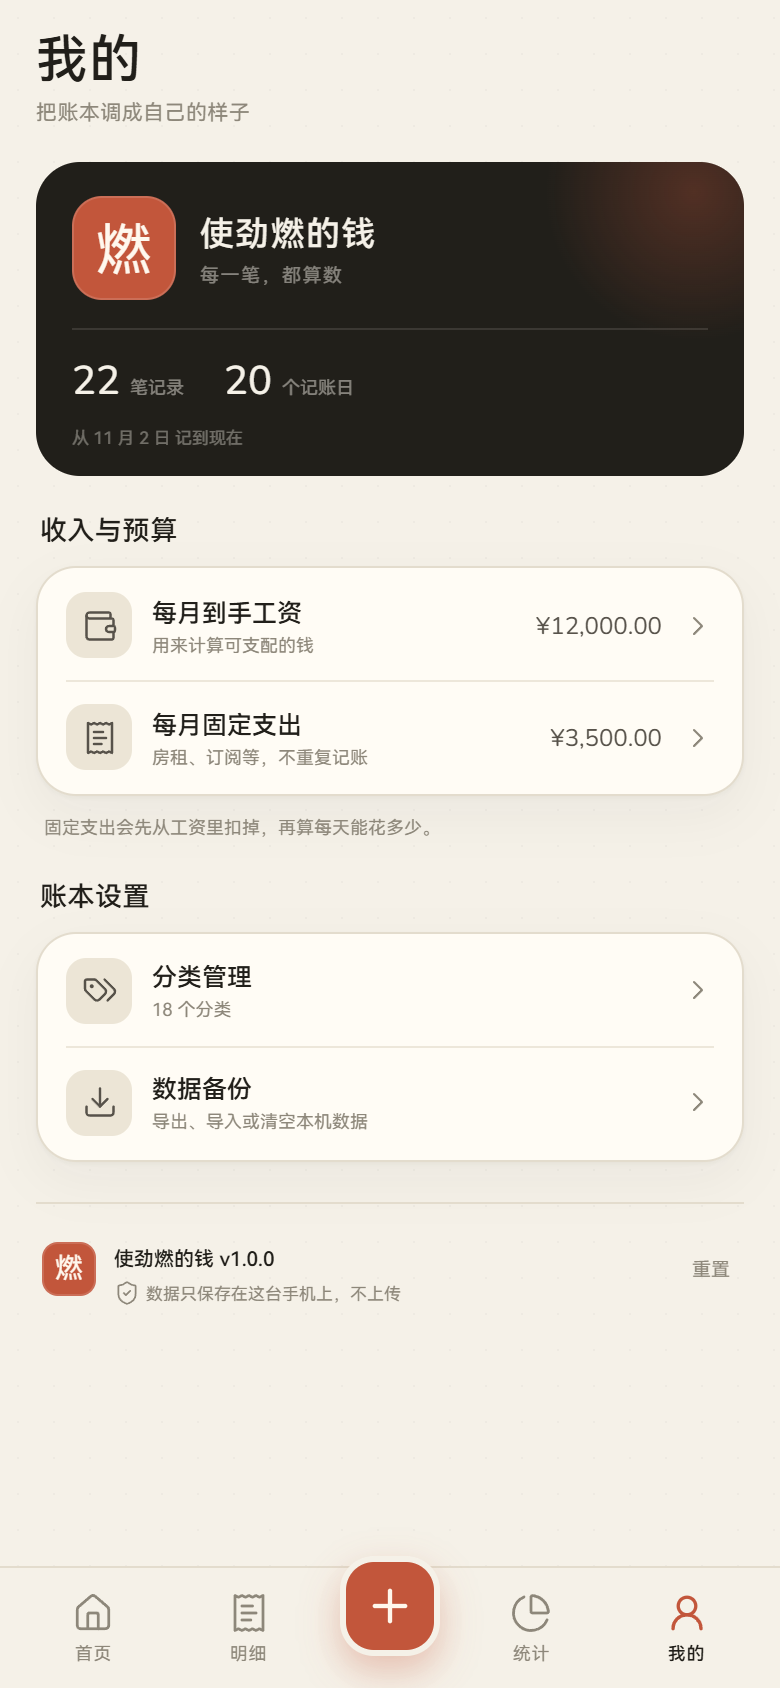 我的
把账本调成自己的样子
燃
使劲燃的钱
每一笔，都算数
22 笔记录 20 个记账日
从 11 月 2 日 记到现在
收入与预算
每月到手工资
用来计算可支配的钱
¥12,000.00
每月固定支出
房租、订阅等，不重复记账
¥3,500.00
固定支出会先从工资里扣掉，再算每天能花多少。
账本设置
分类管理
18 个分类
数据备份
导出、导入或清空本机数据
燃
使劲燃的钱 v1.0.0
数据只保存在这台手机上，不上传
重置
首页
明细
统计
我的